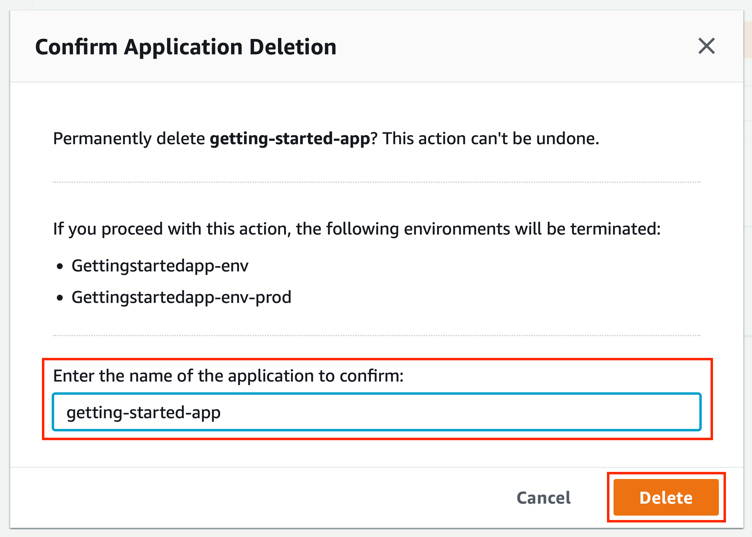 Confirm Application Deletion
Permanently delete getting-started-app? This action can't be undone.
If you proceed with this action, the following environments will be terminated:
• Gettingstartedapp-env
• Gettingstartedapp-env-prod
Enter the name of the application to confirm:
getting-started-app
Cancel
Delete